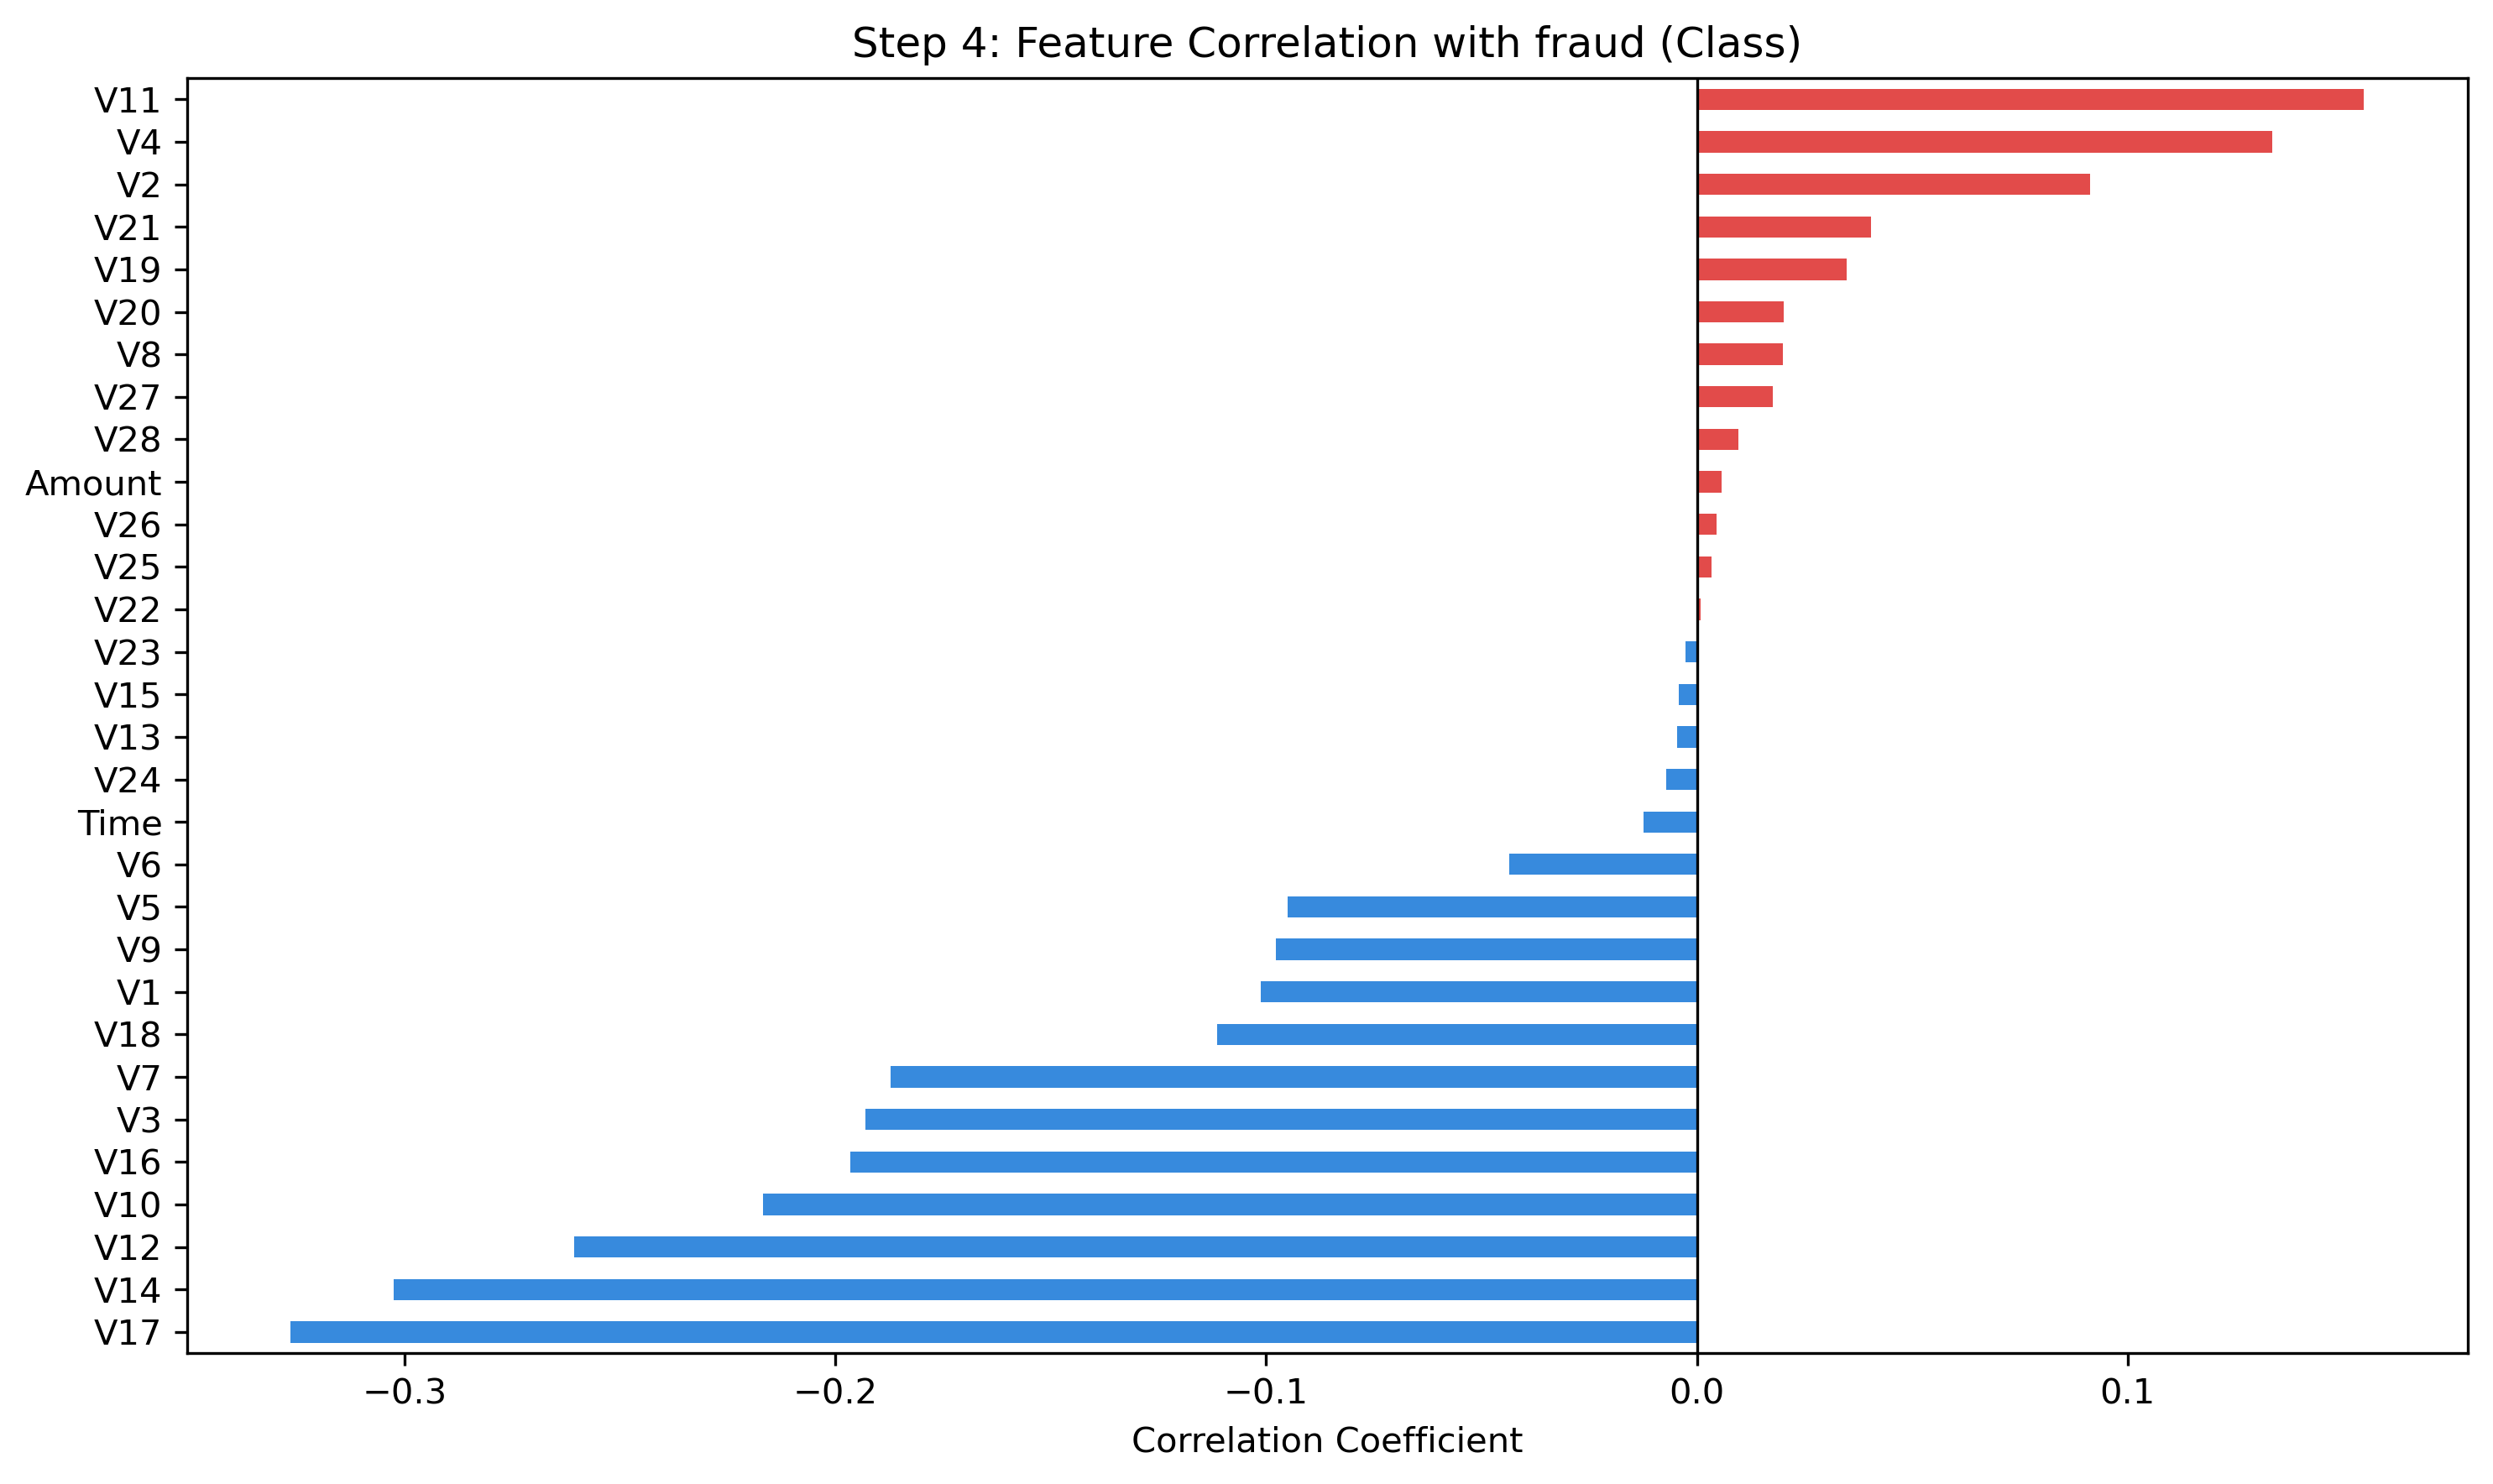 Step 4: Feature Correlation with fraud (Class)
V11
V4
V2
V21
V19
V20
V8
V27
V28
Amount
V26
V25
V22
V23
V15
V13
V24
Time
V6
V5
V9
V1
V18
V7
V3
V16
V10
V12
V14
V17
−0.3 −0.2 −0.1 0.0 0.1
Correlation Coefficient